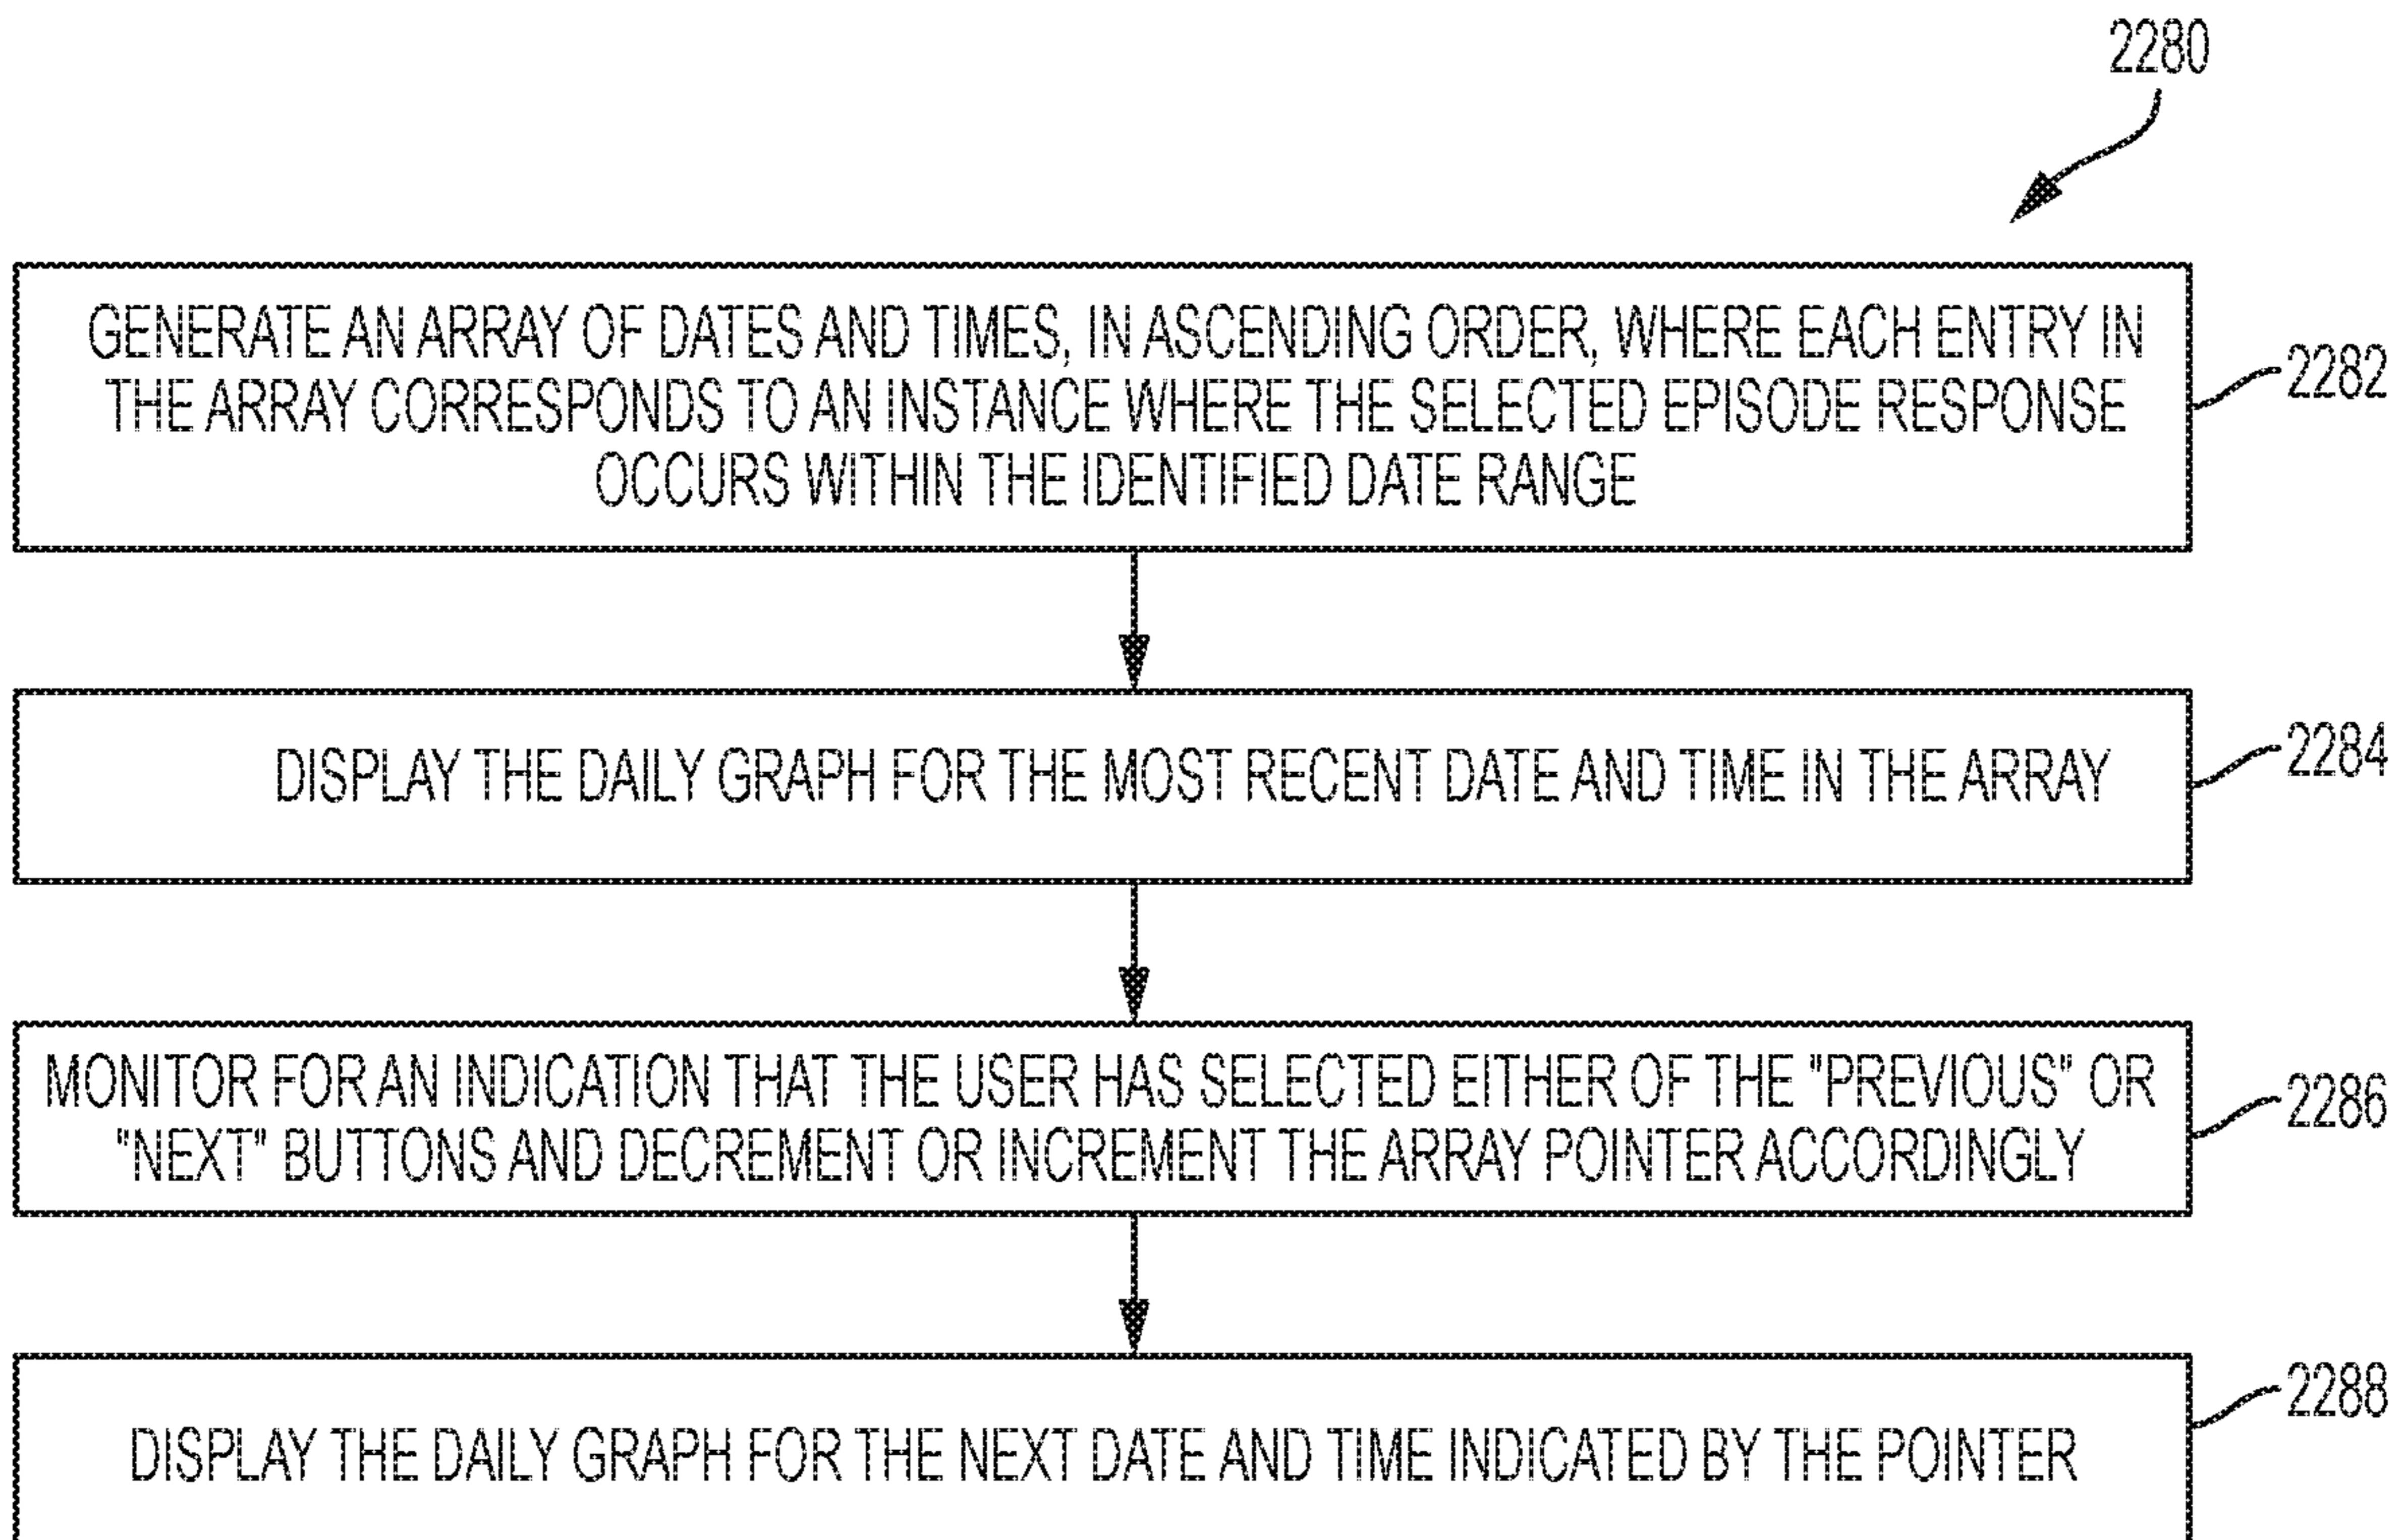 2280
GENERATE AN ARRAY OF DATES AND TIMES, IN ASCENDING ORDER, WHERE EACH ENTRY IN
THE ARRAY CORRESPONDS TO AN INSTANCE WHERE THE SELECTED EPISODE RESPONSE
OCCURS WITHIN THE IDENTIFIED DATE RANGE
2282
DISPLAY THE DAILY GRAPH FOR THE MOST RECENT DATE AND TIME IN THE ARRAY
2284
MONITOR FOR AN INDICATION THAT THE USER HAS SELECTED EITHER OF THE "PREVIOUS" OR
"NEXT" BUTTONS AND DECREMENT OR INCREMENT THE ARRAY POINTER ACCORDINGLY
2286
DISPLAY THE DAILY GRAPH FOR THE NEXT DATE AND TIME INDICATED BY THE POINTER
2288